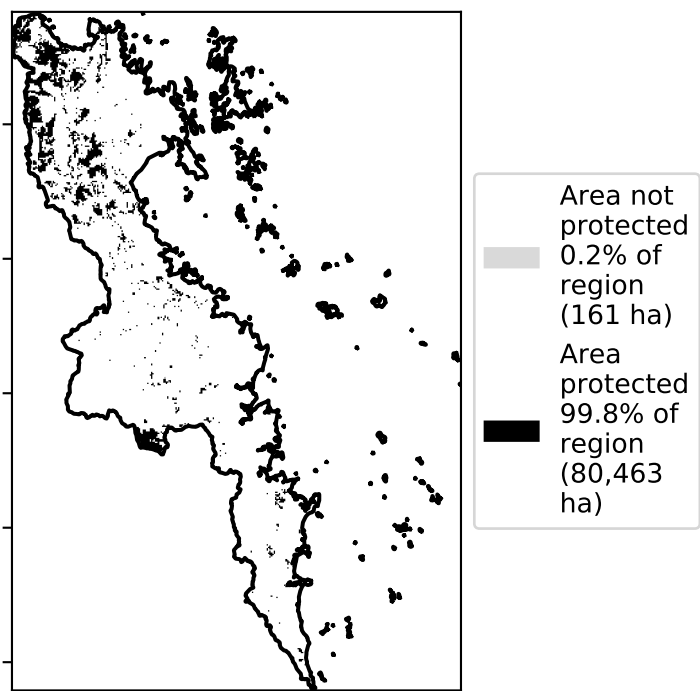 Area not
protected
0.2% of
region
(161 ha)
Area
protected
99.8% of
region
(80,463
ha)